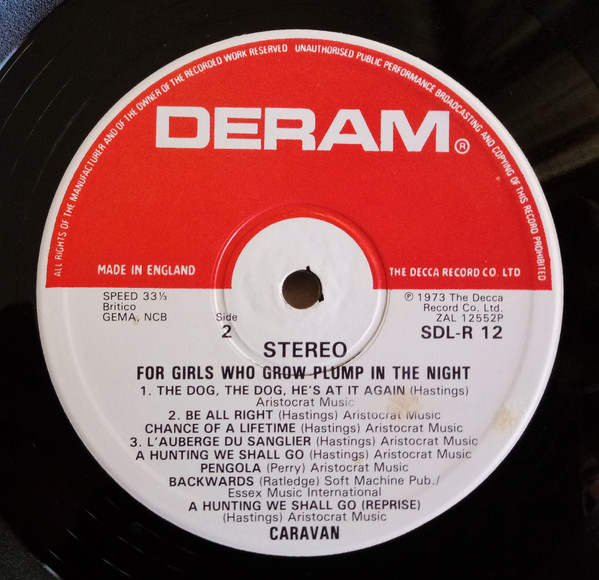 ALL RIGHTS OF THE MANUFACTURER AND OF THE OWNER OF THE RECORDED WORK RESERVED UNAUTHORISED PUBLIC PERFORMANCE BROADCASTING AND COPYING OF THIS RECORD PROHIBITED
DERAM®
MADE IN ENGLAND
THE DECCA RECORD CO. LTD
SPEED 33⅓
Britico
GEMA, NCB
Side
2
℗ 1973 The Decca
Record Co. Ltd.
ZAL 12552P
SDL-R 12
STEREO
FOR GIRLS WHO GROW PLUMP IN THE NIGHT
1. THE DOG, THE DOG, HE'S AT IT AGAIN (Hastings)
Aristocrat Music
2. BE ALL RIGHT (Hastings) Aristocrat Music
CHANCE OF A LIFETIME (Hastings) Aristocrat Music
3. L'AUBERGE DU SANGLIER (Hastings) Aristocrat Music
A HUNTING WE SHALL GO (Hastings) Aristocrat Music
PENGOLA (Perry) Aristocrat Music
BACKWARDS (Ratledge) Soft Machine Pub./
Essex Music International
A HUNTING WE SHALL GO (REPRISE)
(Hastings) Aristocrat Music
CARAVAN